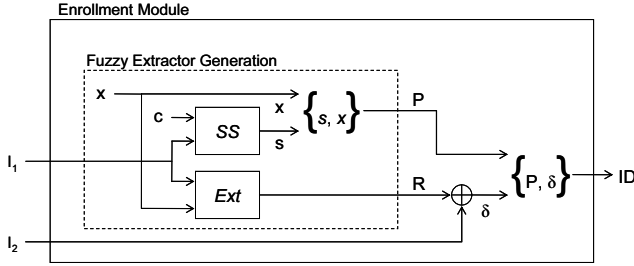 Enrollment Module
Fuzzy Extractor Generation
x
x
{s, x}
P
c
SS
s
I1
{P, δ}
ID
Ext
R
δ
I2